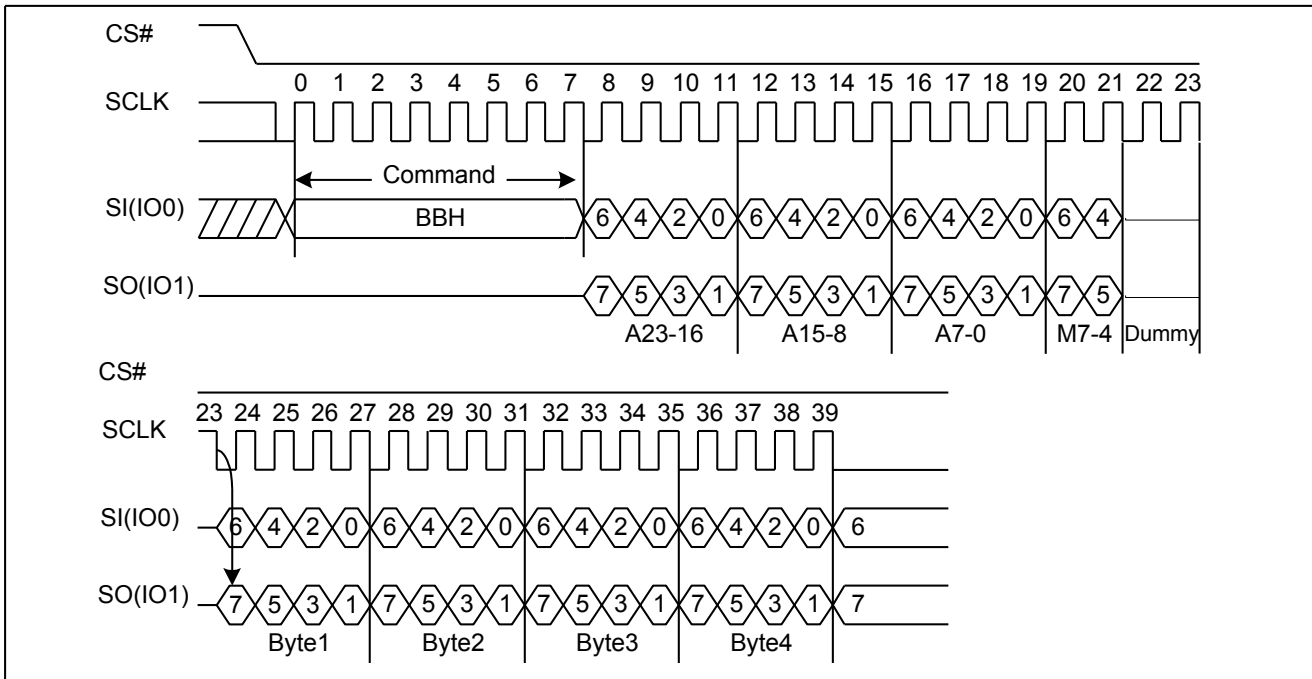 CS#
0 1 2 3 4 5 6 7 8 9 10 11 12 13 14 15 16 17 18 19 20 21 22 23
SCLK
Command
SI(IO0) BBH 6 4 2 0 6 4 2 0 6 4 2 0 6 4
SO(IO1) 7 5 3 1 7 5 3 1 7 5 3 1 7 5
A23-16 A15-8 A7-0 M7-4 Dummy
CS#
23 24 25 26 27 28 29 30 31 32 33 34 35 36 37 38 39
SCLK
SI(IO0) 6 4 2 0 6 4 2 0 6 4 2 0 6 4 2 0 6
SO(IO1) 7 5 3 1 7 5 3 1 7 5 3 1 7 5 3 1 7
Byte1 Byte2 Byte3 Byte4